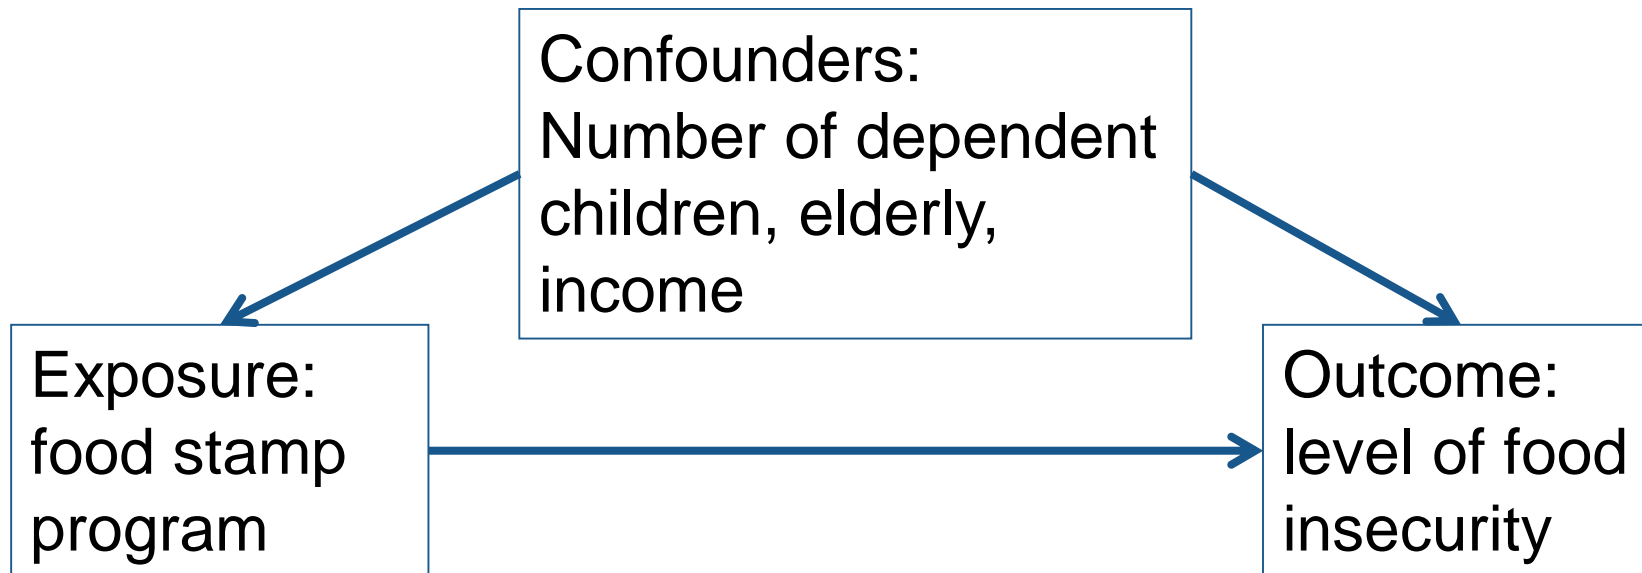 Confounders:
Number of dependent
children, elderly,
income
Exposure:
food stamp
program
Outcome:
level of food
insecurity